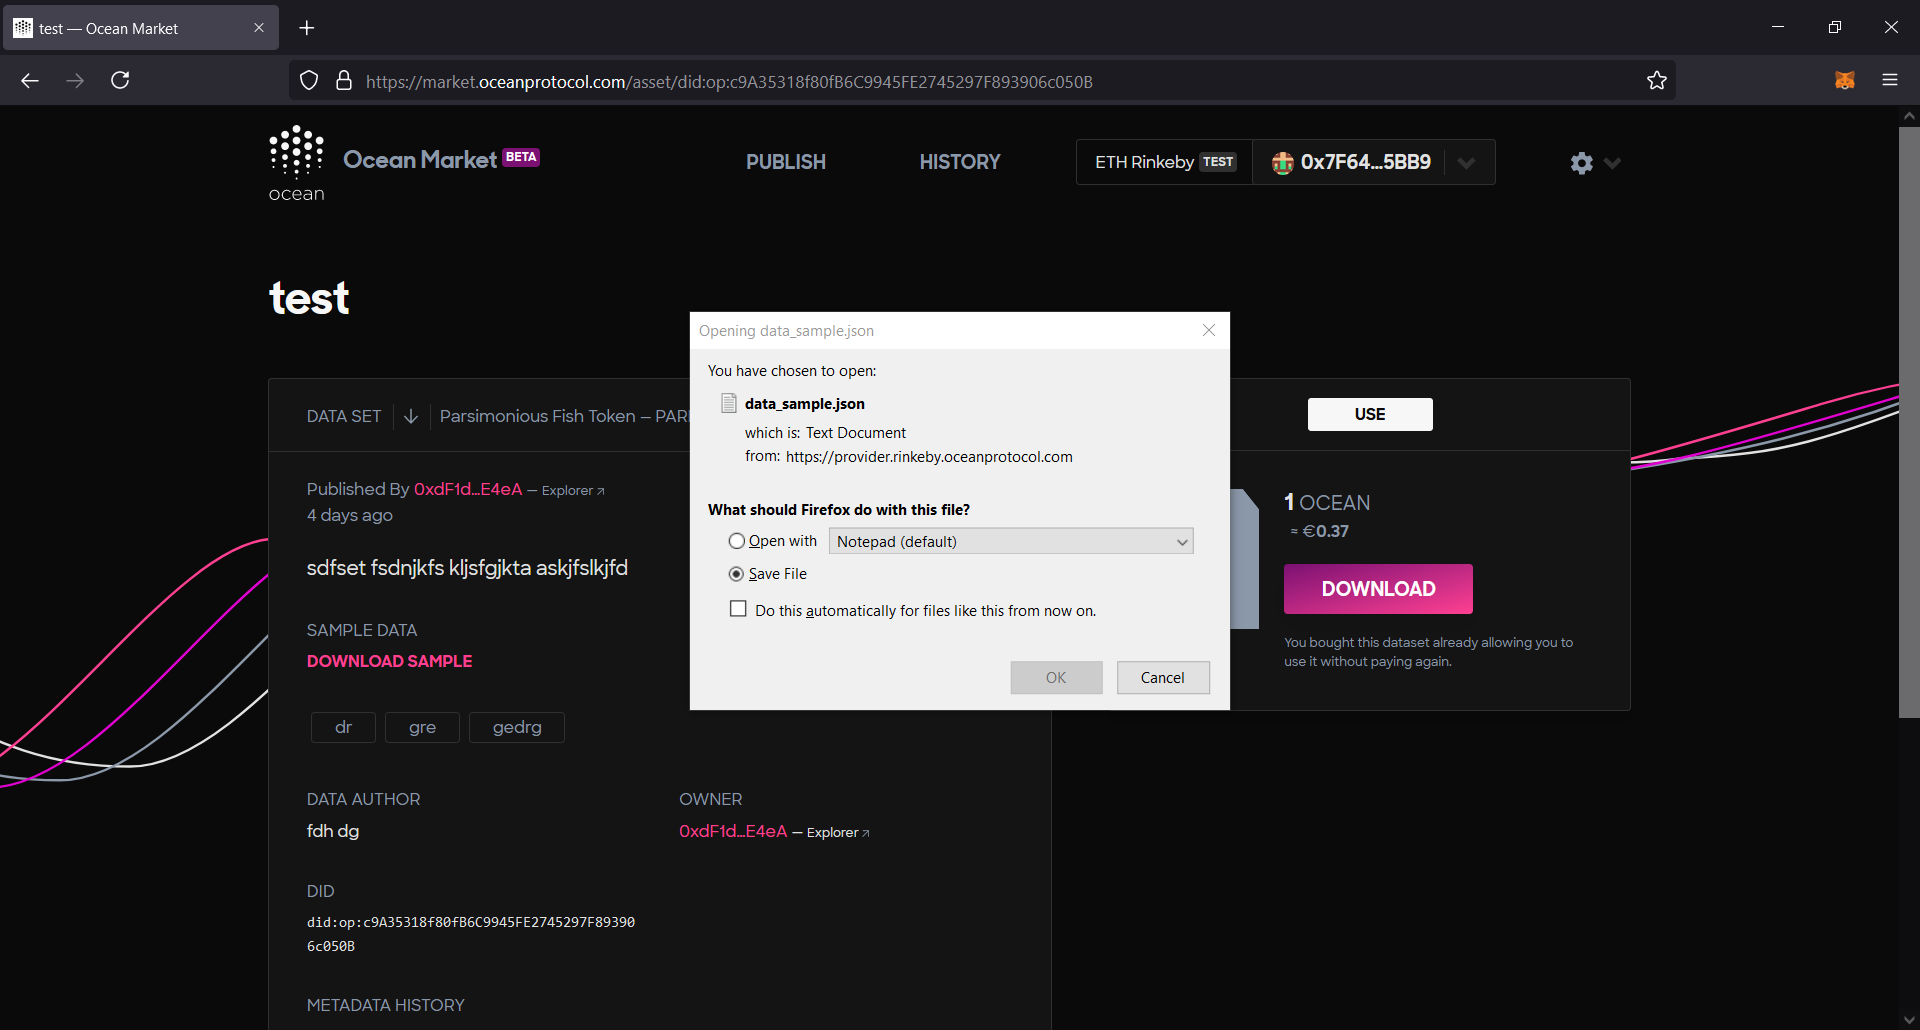 test — Ocean Market
https://market.oceanprotocol.com/asset/did:op:c9A35318f80fB6C9945FE2745297F893906c050B
ocean
Ocean Market BETA
PUBLISH
HISTORY
ETH Rinkeby TEST
0x7F64...5BB9
test
DATA SET
Parsimonious Fish Token — PAR
USE
Published By 0xdF1d...E4eA — Explorer ↗
4 days ago
sdfset fsdnjkfs kljsfgjkta askjfslkjfd
SAMPLE DATA
DOWNLOAD SAMPLE
dr
gre
gedrg
DATA AUTHOR
fdh dg
OWNER
0xdF1d...E4eA — Explorer ↗
DID
did:op:c9A35318f80fB6C9945FE2745297F89390
6c050B
METADATA HISTORY
Opening data_sample.json
You have chosen to open:
data_sample.json
which is: Text Document
from: https://provider.rinkeby.oceanprotocol.com
What should Firefox do with this file?
Open with
Notepad (default)
Save File
Do this automatically for files like this from now on.
OK
Cancel
1 OCEAN
≈ €0.37
DOWNLOAD
You bought this dataset already allowing you to
use it without paying again.